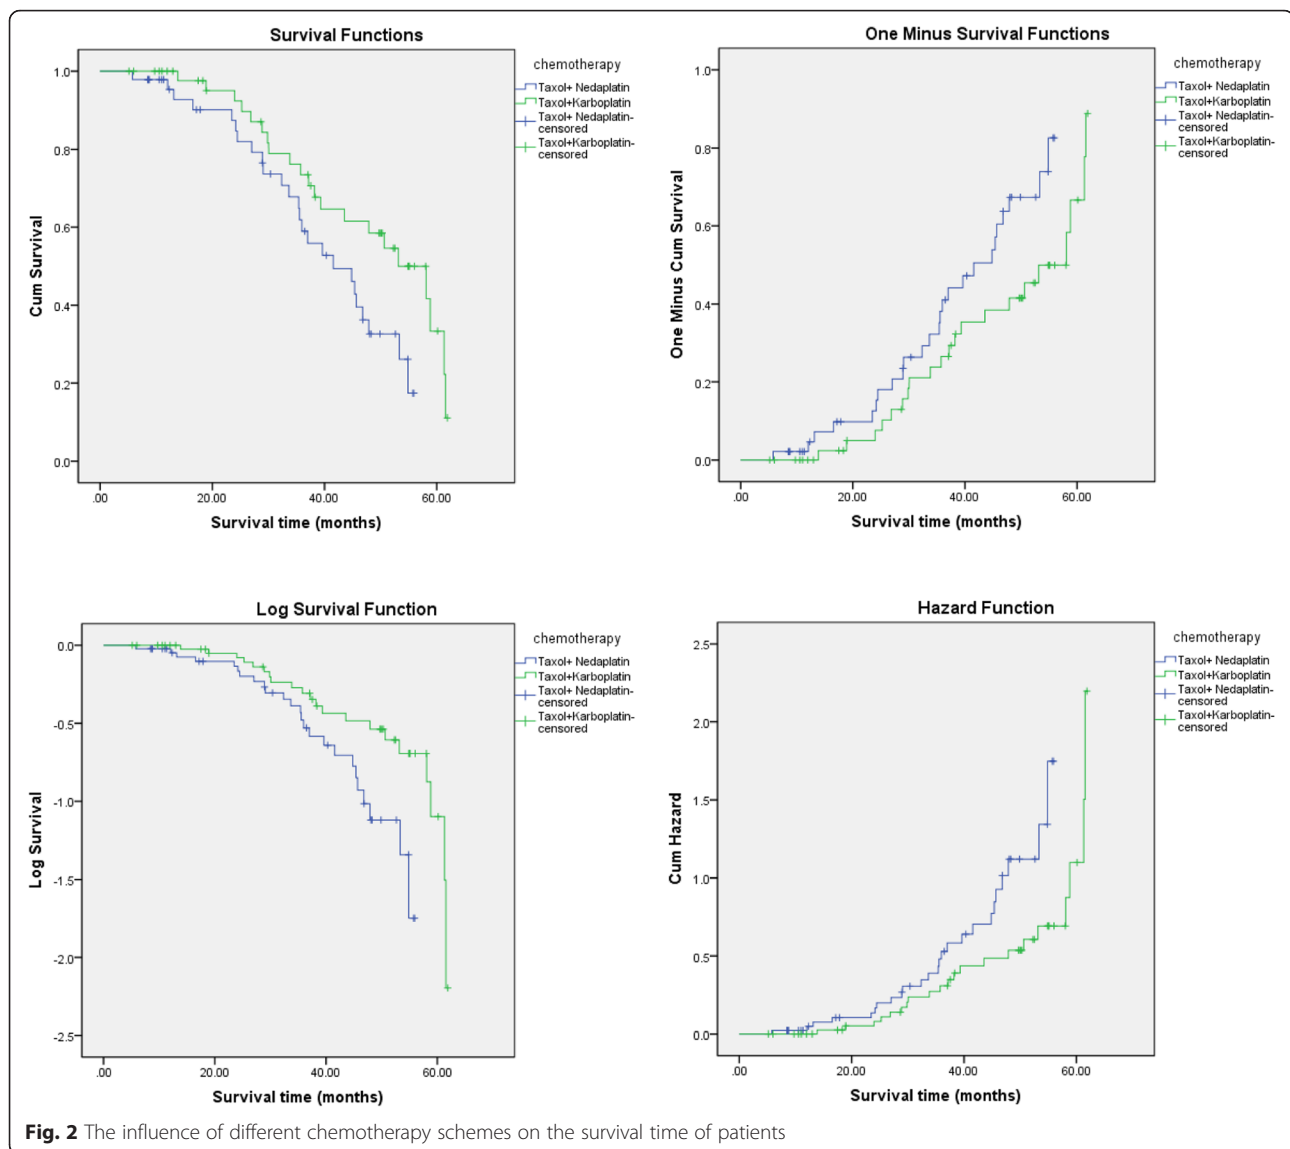 Survival Functions
Cum Survival
1.0
0.8
0.6
0.4
0.2
0.0
.00 20.00 40.00 60.00
Survival time (months)
chemotherapy
Taxol+ Nedaplatin
Taxol+Karboplatin
Taxol+ Nedaplatin-
censored
Taxol+Karboplatin-
censored
One Minus Survival Functions
One Minus Cum Survival
1.0
0.8
0.6
0.4
0.2
0.0
.00 20.00 40.00 60.00
Survival time (months)
chemotherapy
Taxol+ Nedaplatin
Taxol+Karboplatin
Taxol+ Nedaplatin-
censored
Taxol+Karboplatin-
censored
Log Survival Function
Log Survival
0.0
-0.5
-1.0
-1.5
-2.0
-2.5
.00 20.00 40.00 60.00
Survival time (months)
chemotherapy
Taxol+ Nedaplatin
Taxol+Karboplatin
Taxol+ Nedaplatin-
censored
Taxol+Karboplatin-
censored
Hazard Function
Cum Hazard
2.5
2.0
1.5
1.0
0.5
0.0
.00 20.00 40.00 60.00
Survival time (months)
chemotherapy
Taxol+ Nedaplatin
Taxol+Karboplatin
Taxol+ Nedaplatin-
censored
Taxol+Karboplatin-
censored
Fig. 2 The influence of different chemotherapy schemes on the survival time of patients